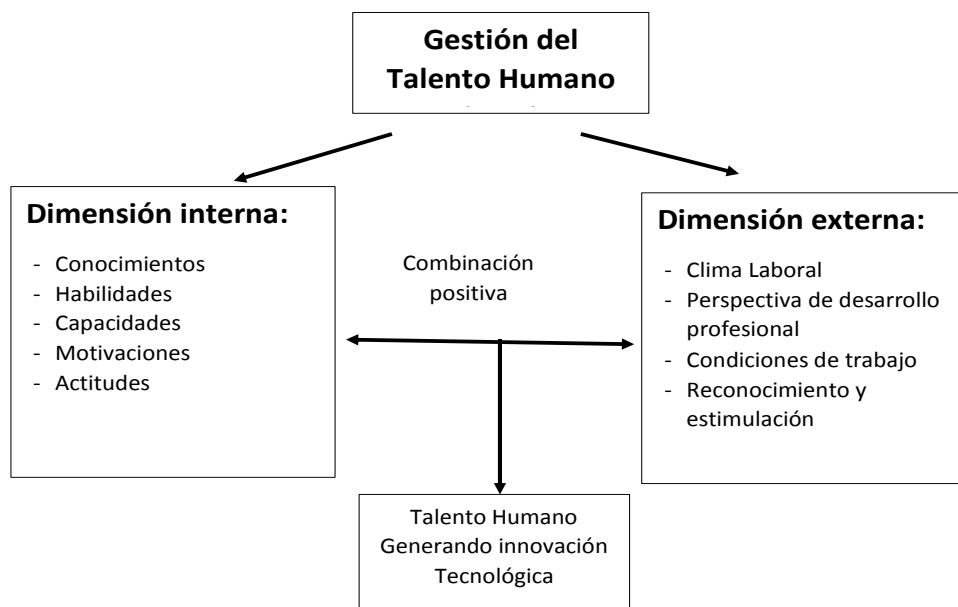 Gestión del
Talento Humano
Dimensión interna:
- Conocimientos
- Habilidades
- Capacidades
- Motivaciones
- Actitudes
Combinación
positiva
Dimensión externa:
- Clima Laboral
- Perspectiva de desarrollo
profesional
- Condiciones de trabajo
- Reconocimiento y
estimulación
Talento Humano
Generando innovación
Tecnológica